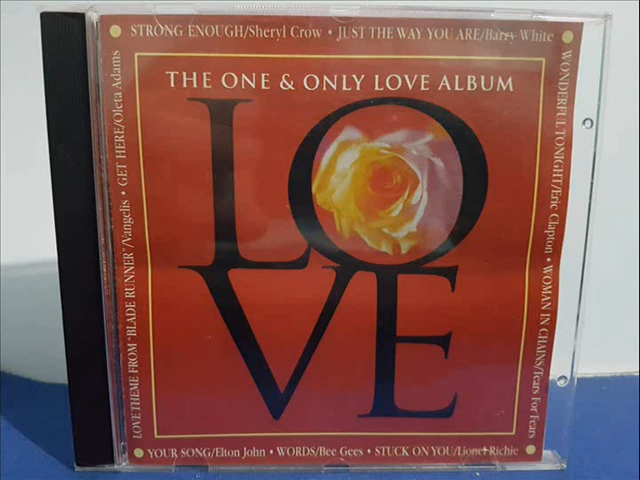 STRONG ENOUGH/Sheryl Crow • JUST THE WAY YOU ARE/Barry White
THE ONE & ONLY LOVE ALBUM
LO
VE
WONDERFUL TONIGHT/Eric Clapton • WOMAN IN CHAINS/Tears For Fears
YOUR SONG/Elton John • WORDS/Bee Gees • STUCK ON YOU/Lionel Richie
LOVE THEME FROM "BLADE RUNNER"/Vangelis • GET HERE/Oleta Adams